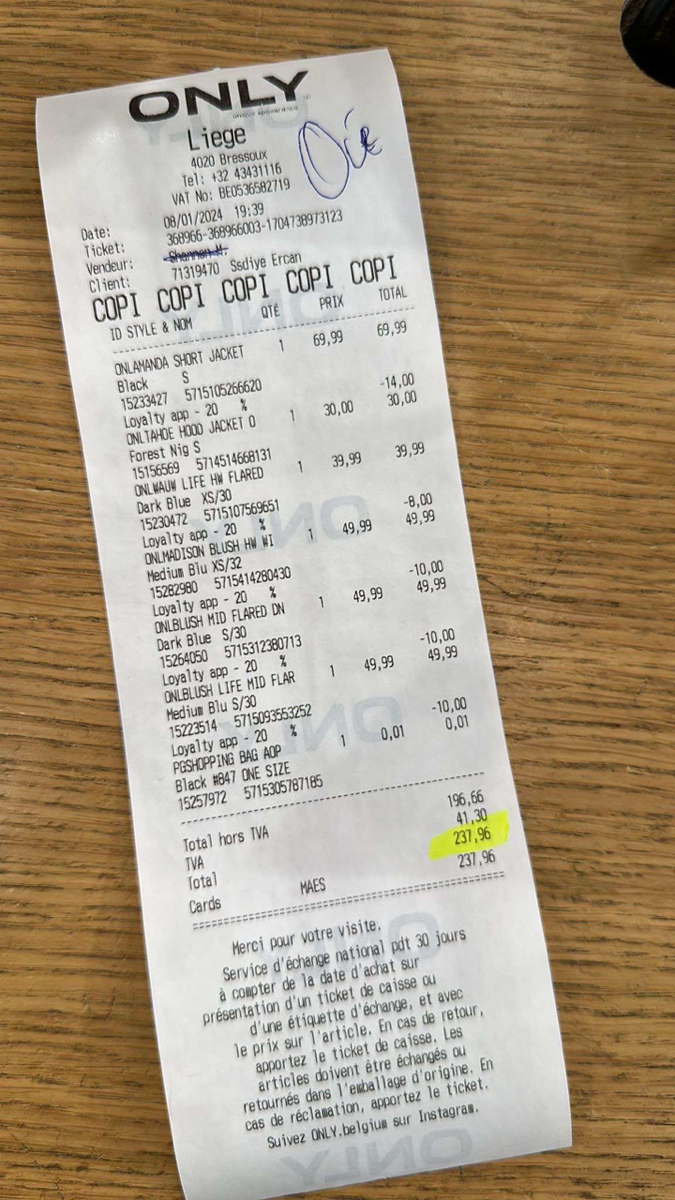 ONLY
unique appearance
Liege
4020 Bressoux
Tel: +32 43431116
VAT No: BE0536582719
Date: 08/01/2024 19:39
Ticket: 368966-368966003-1704738973123
Vendeur: Shannon M.
Client: 71319470 Ssdiye Ercan
COPI COPI COPI COPI COPI
ID STYLE & NOM QTÉ PRIX TOTAL
ONLAMANDA SHORT JACKET 1 69,99 69,99
Black S
15233427 5715105266620
Loyalty app - 20 % -14,00
ONLTAHOE HOOD JACKET O 1 30,00 30,00
Forest Nig S
15156569 5714514668131
ONLWAUW LIFE HW FLARED 1 39,99 39,99
Dark Blue XS/30
15230472 5715107569651
Loyalty app - 20 % -8,00
ONLMADISON BLUSH HW WI 1 49,99 49,99
Medium Blu XS/32
15282980 5715414280430
Loyalty app - 20 % -10,00
ONLBLUSH MID FLARED DN 1 49,99 49,99
Dark Blue S/30
15264050 5715312380713
Loyalty app - 20 % -10,00
ONLBLUSH LIFE MID FLAR 1 49,99 49,99
Medium Blu S/30
15223514 5715093553252
Loyalty app - 20 % -10,00
PGSHOPPING BAG AOP 1 0,01 0,01
Black #847 ONE SIZE
15257972 5715305787185
Total hors TVA 196,66
TVA 41,30
Total 237,96
Cards MAES 237,96
Merci pour votre visite.
Service d'échange national pdt 30 jours
à compter de la date d'achat sur
présentation d'un ticket de caisse ou
d'une étiquette d'échange, et avec
le prix sur l'article. En cas de retour,
apportez le ticket de caisse. Les
articles doivent être échangés ou
retournés dans l'emballage d'origine. En
cas de réclamation, apportez le ticket.
Suivez ONLY.belgium sur Instagram.